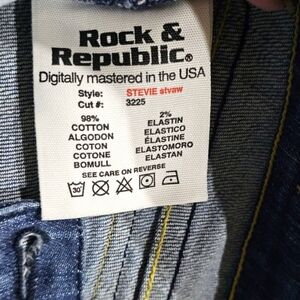 Rock &
Republic®
Digitally mastered in the USA
Style: STEVIE stvaw
Cut #: 3225
98% 2%
COTTON ELASTIN
ALGODON ELASTICO
COTON ÉLASTINE
COTONE ELASTOMORO
BOMULL ELASTAN
SEE CARE ON REVERSE
30°